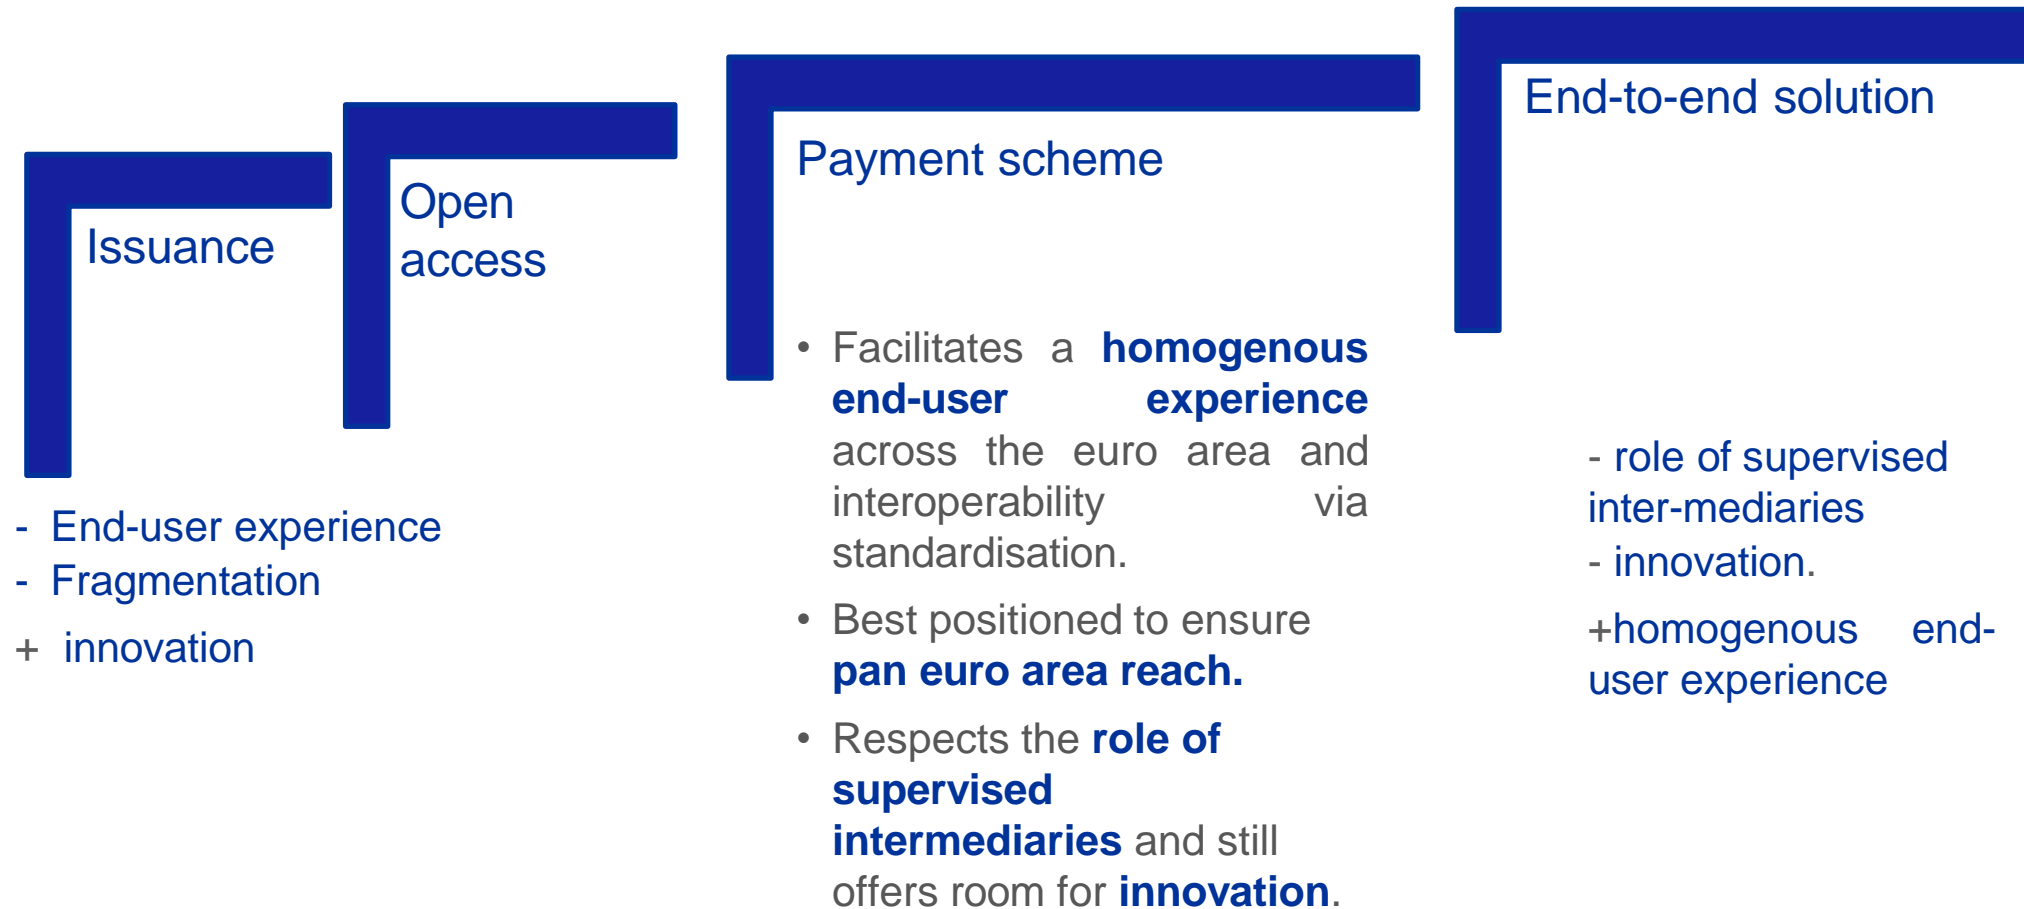 Issuance
- End-user experience
- Fragmentation
+ innovation
Open
access
Payment scheme
• Facilitates a homogenous
end-user experience
across the euro area and
interoperability via
standardisation.
• Best positioned to ensure
pan euro area reach.
• Respects the role of
supervised
intermediaries and still
offers room for innovation.
End-to-end solution
- role of supervised
inter-mediaries
- innovation.
+homogenous end-
user experience